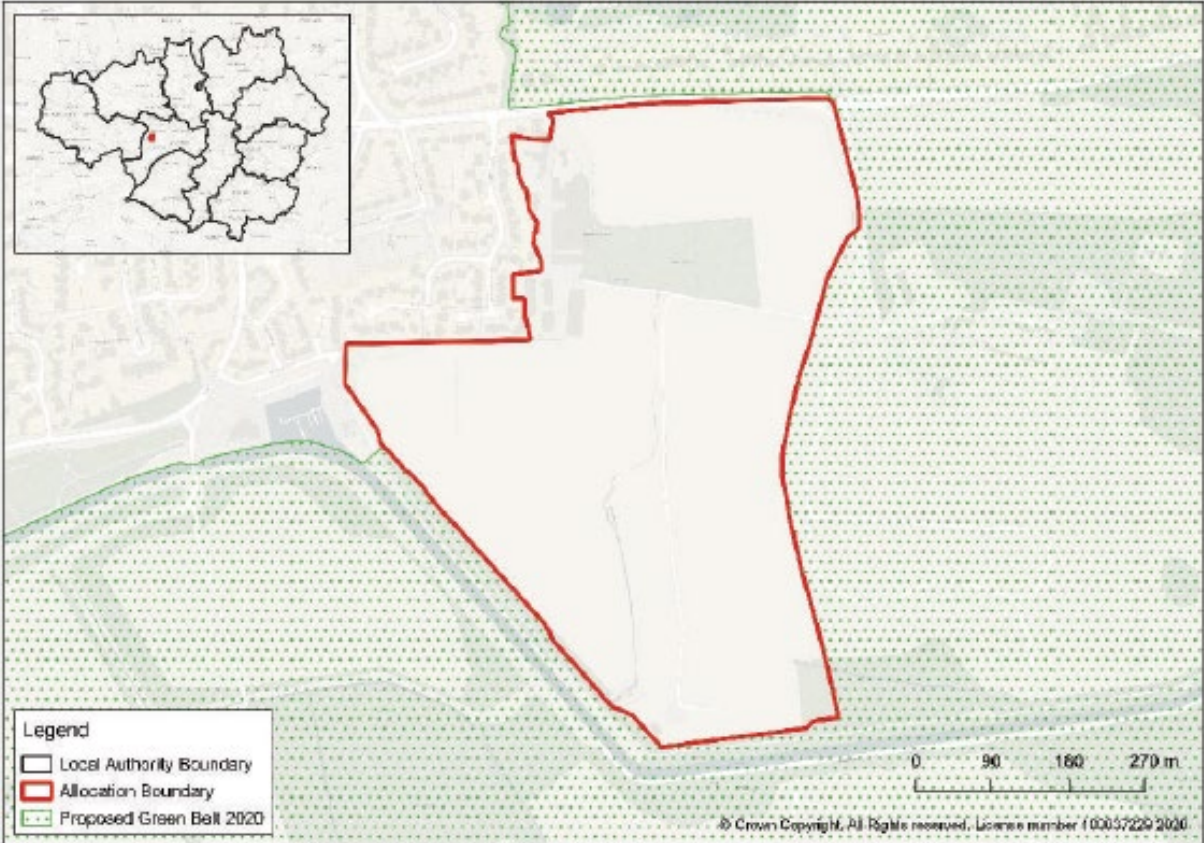 Legend
Local Authority Boundary
Allocation Boundary
Proposed Green Belt 2020
0 90 180 270 m
© Crown Copyright, All Rights reserved. License number 100037229 2020